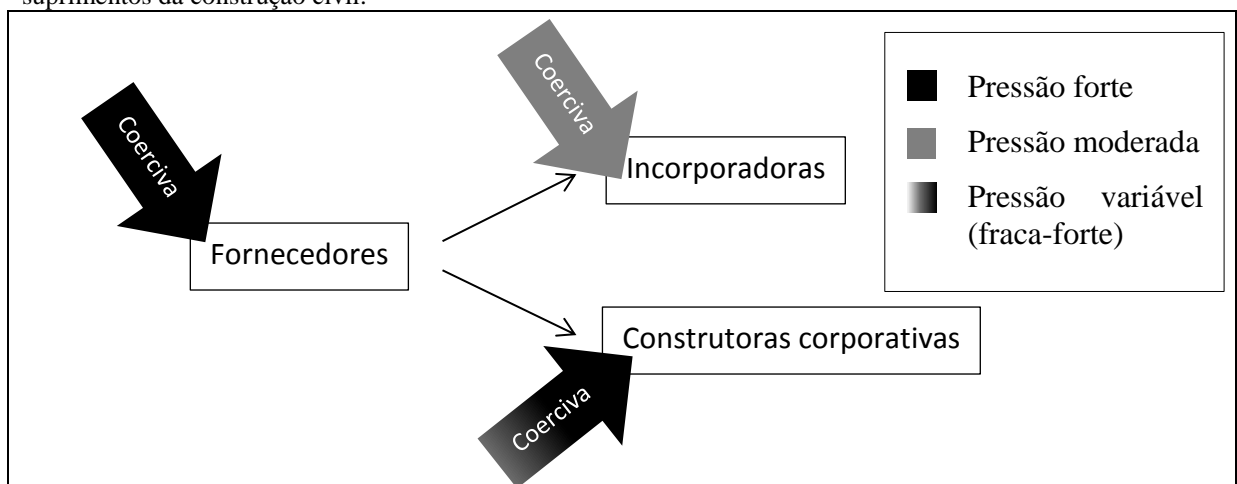 suprimentos da construção civil.
Coerciva
Fornecedores
Coerciva
Incorporadoras
Coerciva
Construtoras corporativas
Pressão forte
Pressão moderada
Pressão variável
(fraca-forte)